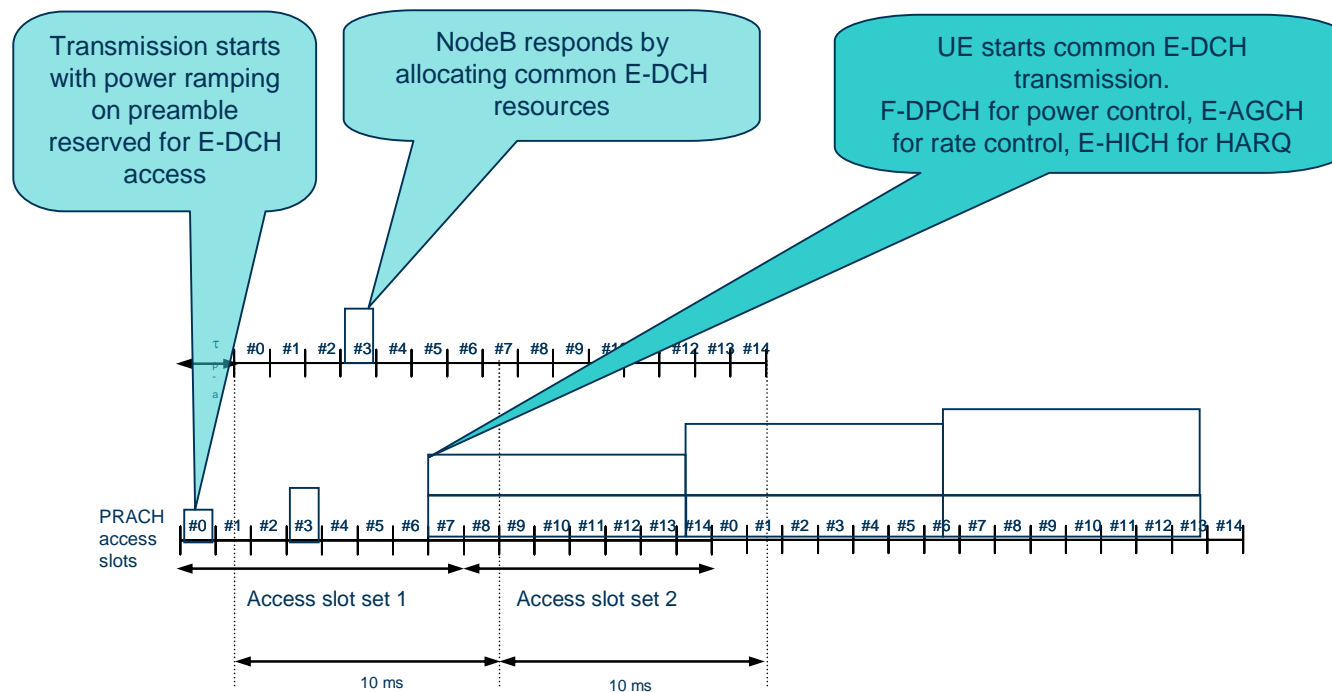 Transmission starts
with power ramping
on preamble
reserved for E-DCH
access
NodeB responds by
allocating common E-DCH
resources
UE starts common E-DCH
transmission.
F-DPCH for power control, E-AGCH
for rate control, E-HICH for HARQ
τ
p
-
a
#0 #1 #2 #3 #4 #5 #6 #7 #8 #9 #12 #13 #14
PRACH
access
slots
#0 #1 #2 #3 #4 #5 #6 #7 #8 #9 #10 #11 #12 #13 #14 #0 #1 #2 #3 #4 #5 #6 #7 #8 #9 #10 #11 #12 #13 #14
Access slot set 1 Access slot set 2
10 ms 10 ms